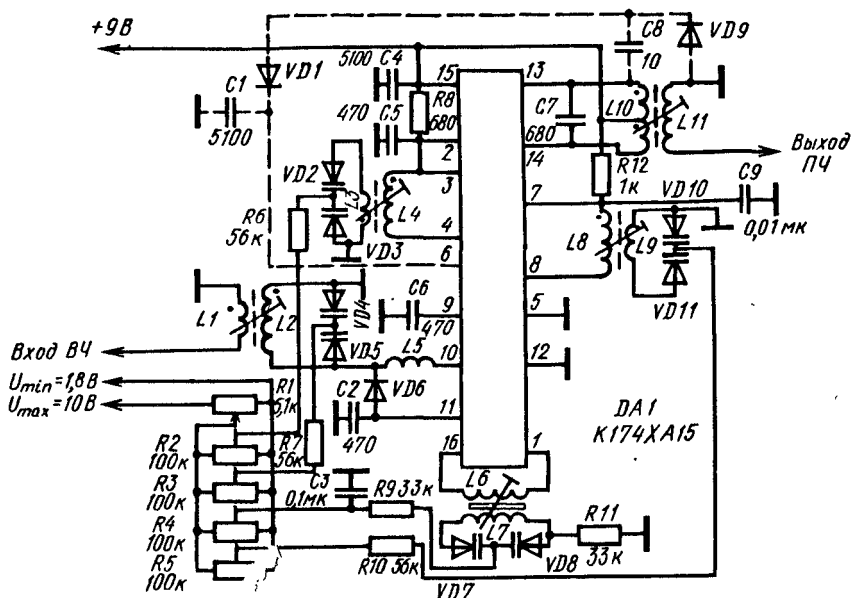 +9В
C8
10
VD9
VD1
C1
5100
5100 C4
470 C5
R8
680
15
2
3
4
6
9
10
11
16
13
14
7
8
5
12
1
C7
680
L10
L11
Выход
ПЧ
R12
1к
C9
0,01мк
VD10
L8
L9
VD11
VD2
L3
L4
R6
56к
VD3
L1
L2
VD4
VD5
C6
470
L5
VD6
C2
470
Вход ВЧ
Umin=1,8В
Umax=10В
R1
5,1к
R2
100к
R3
100к
R4
100к
R5
100к
R7
56к
C3
0,1мк
R9 33к
R10 56к
L6
L7
VD7
VD8
R11
33к
DA1
К174ХА15